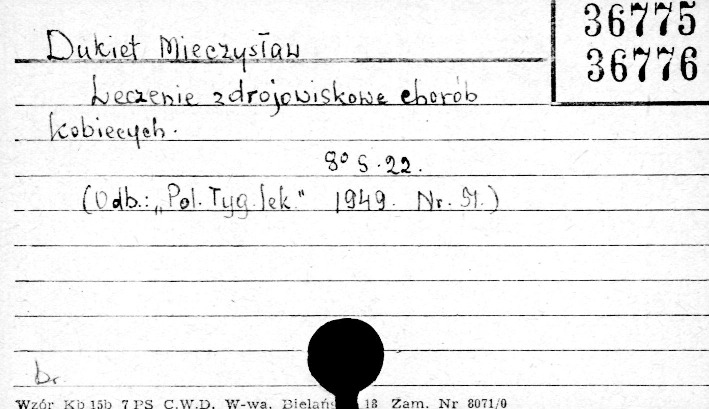 36775
36776
Dukiet Mieczysław
Leczenie zdrojowiskowe chorób
kobiecych.
8° S. 22.
(Odb.: „Pol. Tyg. lek." 1949. Nr. 51.)
br.
Wzór Kb 15b 7 PS C.W.D. W-wa, Bielańs 18 Zam. Nr 8071/0